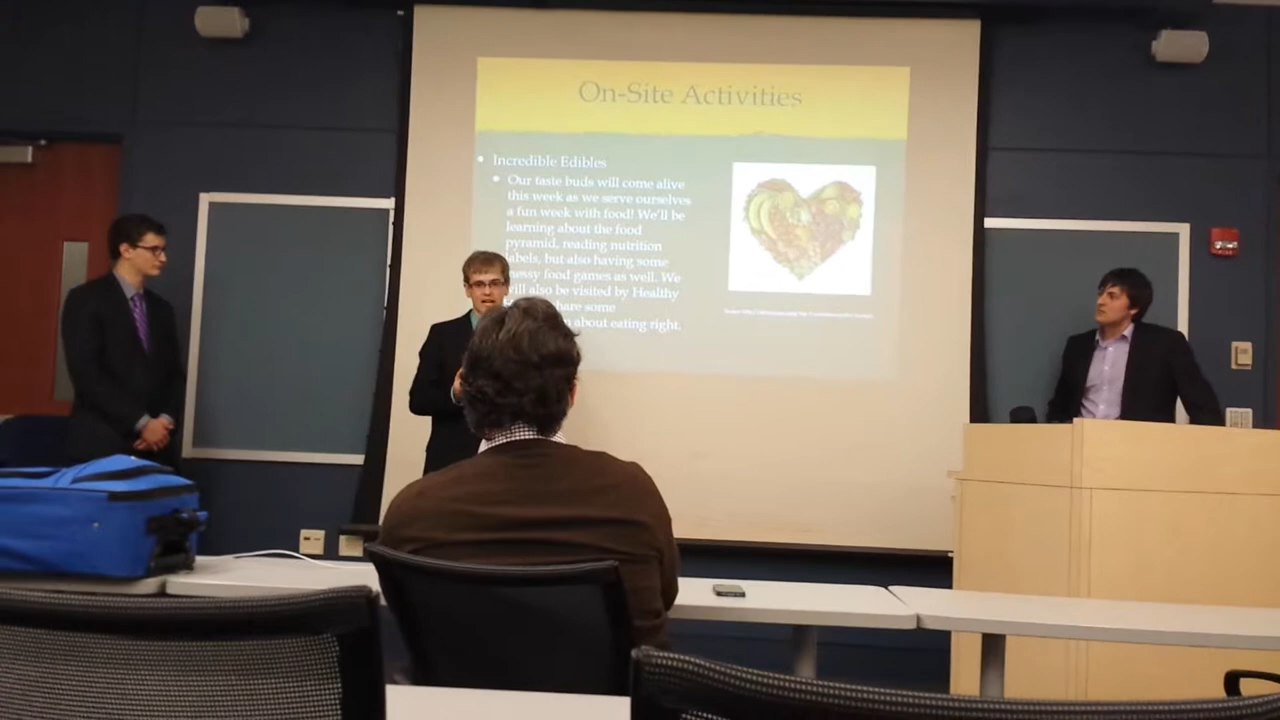 On-Site Activities
Incredible Edibles
Our taste buds will come alive
this week as we serve ourselves
a fun week with food! We'll be
learning about the food
pyramid, reading nutrition
labels, but also having some
messy food games as well. We
will also be visited by Healthy
share some
about eating right.